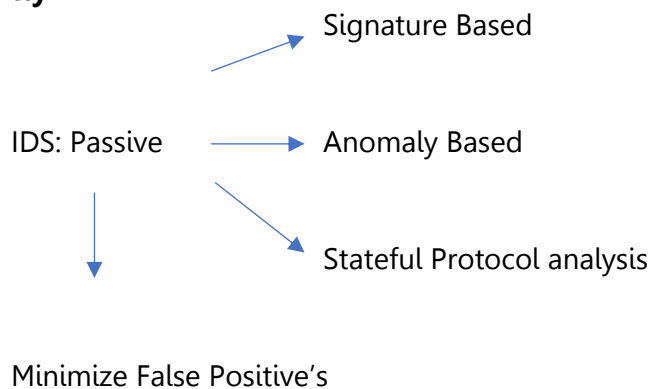 Signature Based
IDS: Passive
Anomaly Based
Stateful Protocol analysis
Minimize False Positive’s